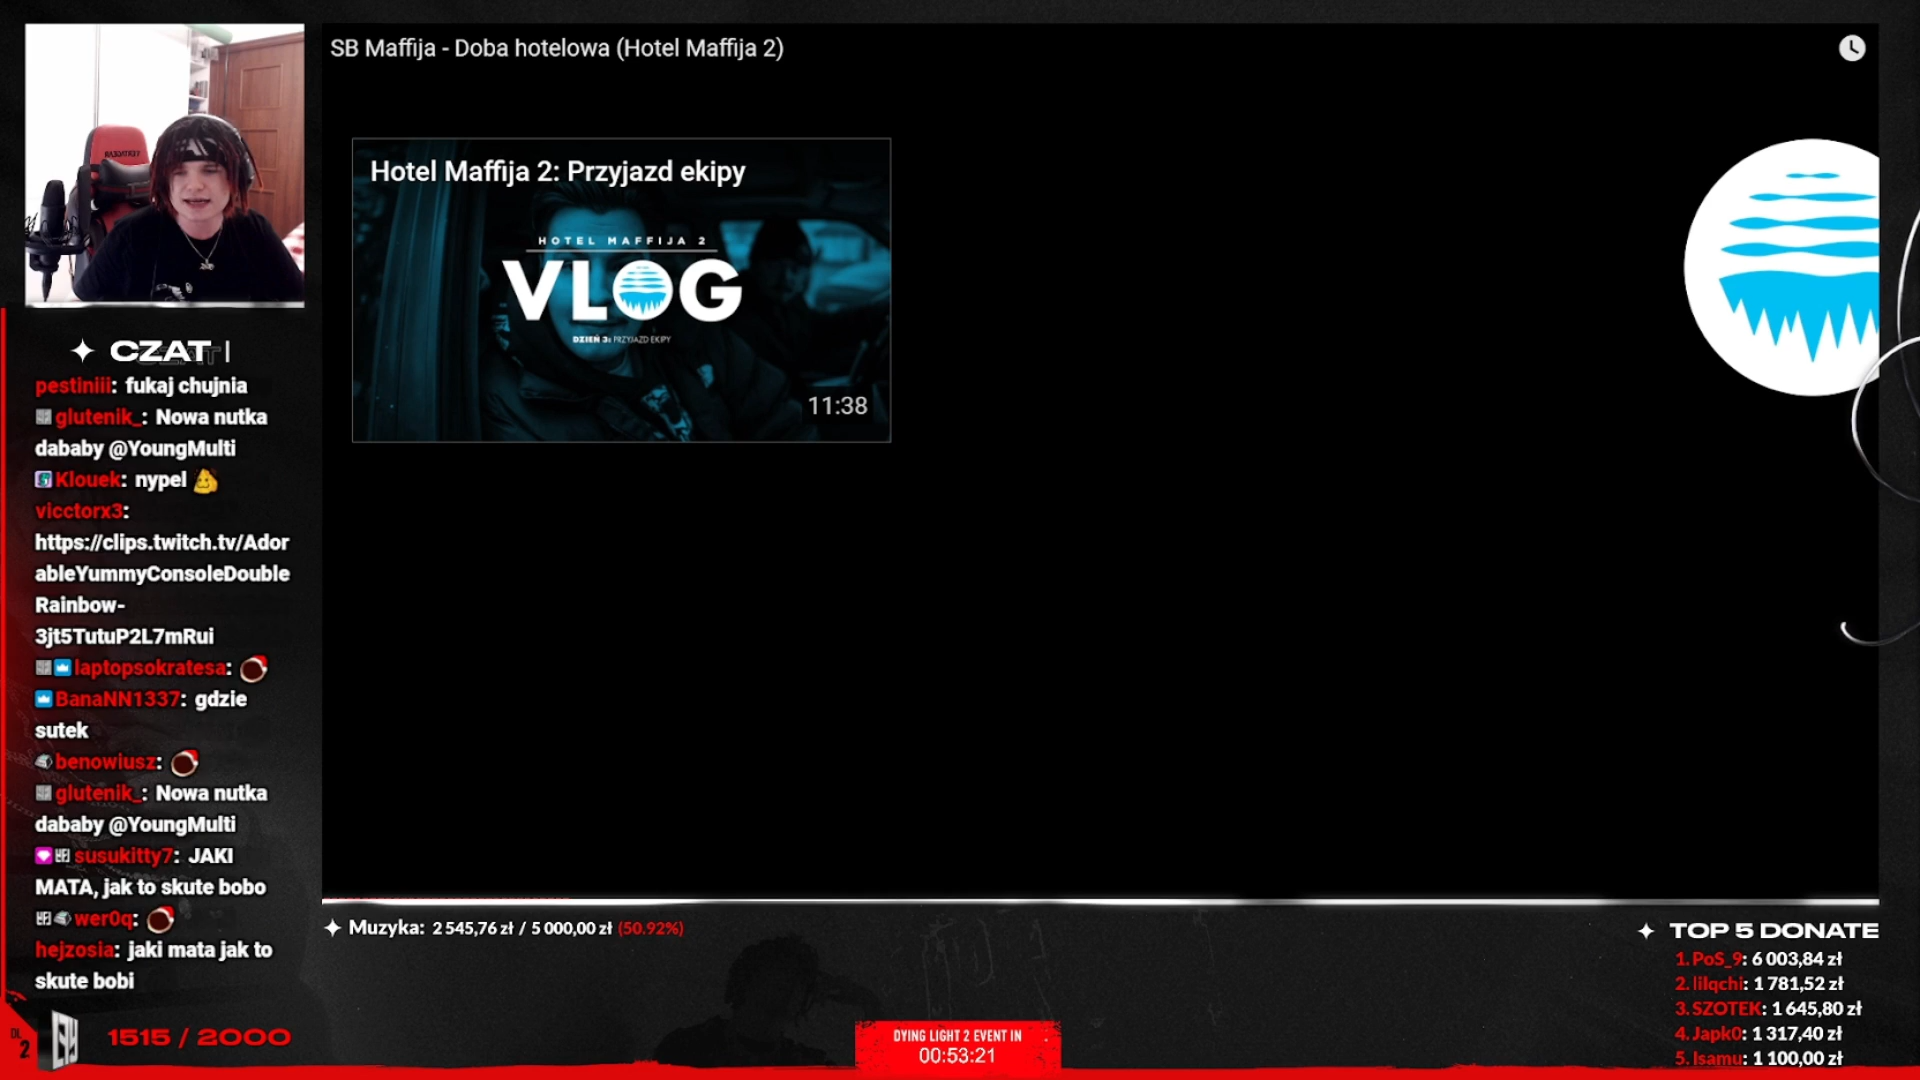 SB Maffija - Doba hotelowa (Hotel Maffija 2)
Hotel Maffija 2: Przyjazd ekipy
HOTEL MAFFIJA 2
VLOG
DZIEŃ 3: PRZYJAZD EKIPY
11:38
CZAT
pestiniii: fukaj chujnia
glutenik_: Nowa nutka
dababy @YoungMulti
Klouek: nypel
vicctorx3:
https://clips.twitch.tv/Ador
ableYummyConsoleDouble
Rainbow-
3jt5TutuP2L7mRui
laptopsokratesa:
BanaNN1337: gdzie
sutek
benowiusz:
glutenik_: Nowa nutka
dababy @YoungMulti
susukitty7: JAKI
MATA, jak to skute bobo
wer0q:
hejzosia: jaki mata jak to
skute bobi
DL
2
1515 / 2000
Muzyka: 2 545,76 zł / 5 000,00 zł (50.92%)
DYING LIGHT 2 EVENT IN
00:53:21
TOP 5 DONATE
1. PoS_9: 6 003,84 zł
2. lilqchi: 1 781,52 zł
3. SZOTEK: 1 645,80 zł
4. Japk0: 1 317,40 zł
5. Isamu: 1 100,00 zł